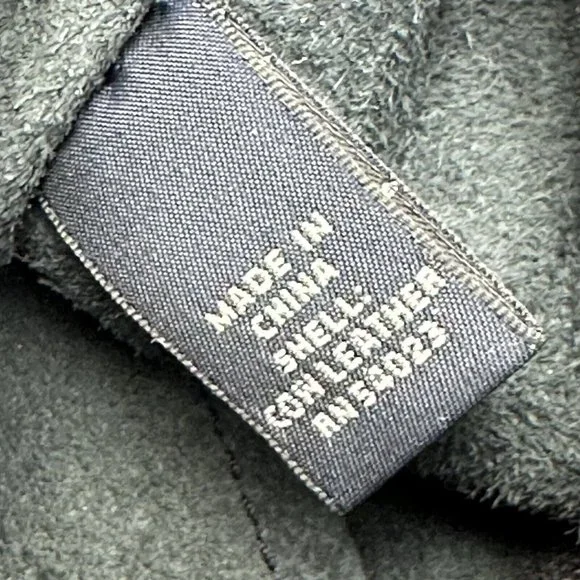 MADE IN
CHINA
SHELL:
COW LEATHER
RN 54023